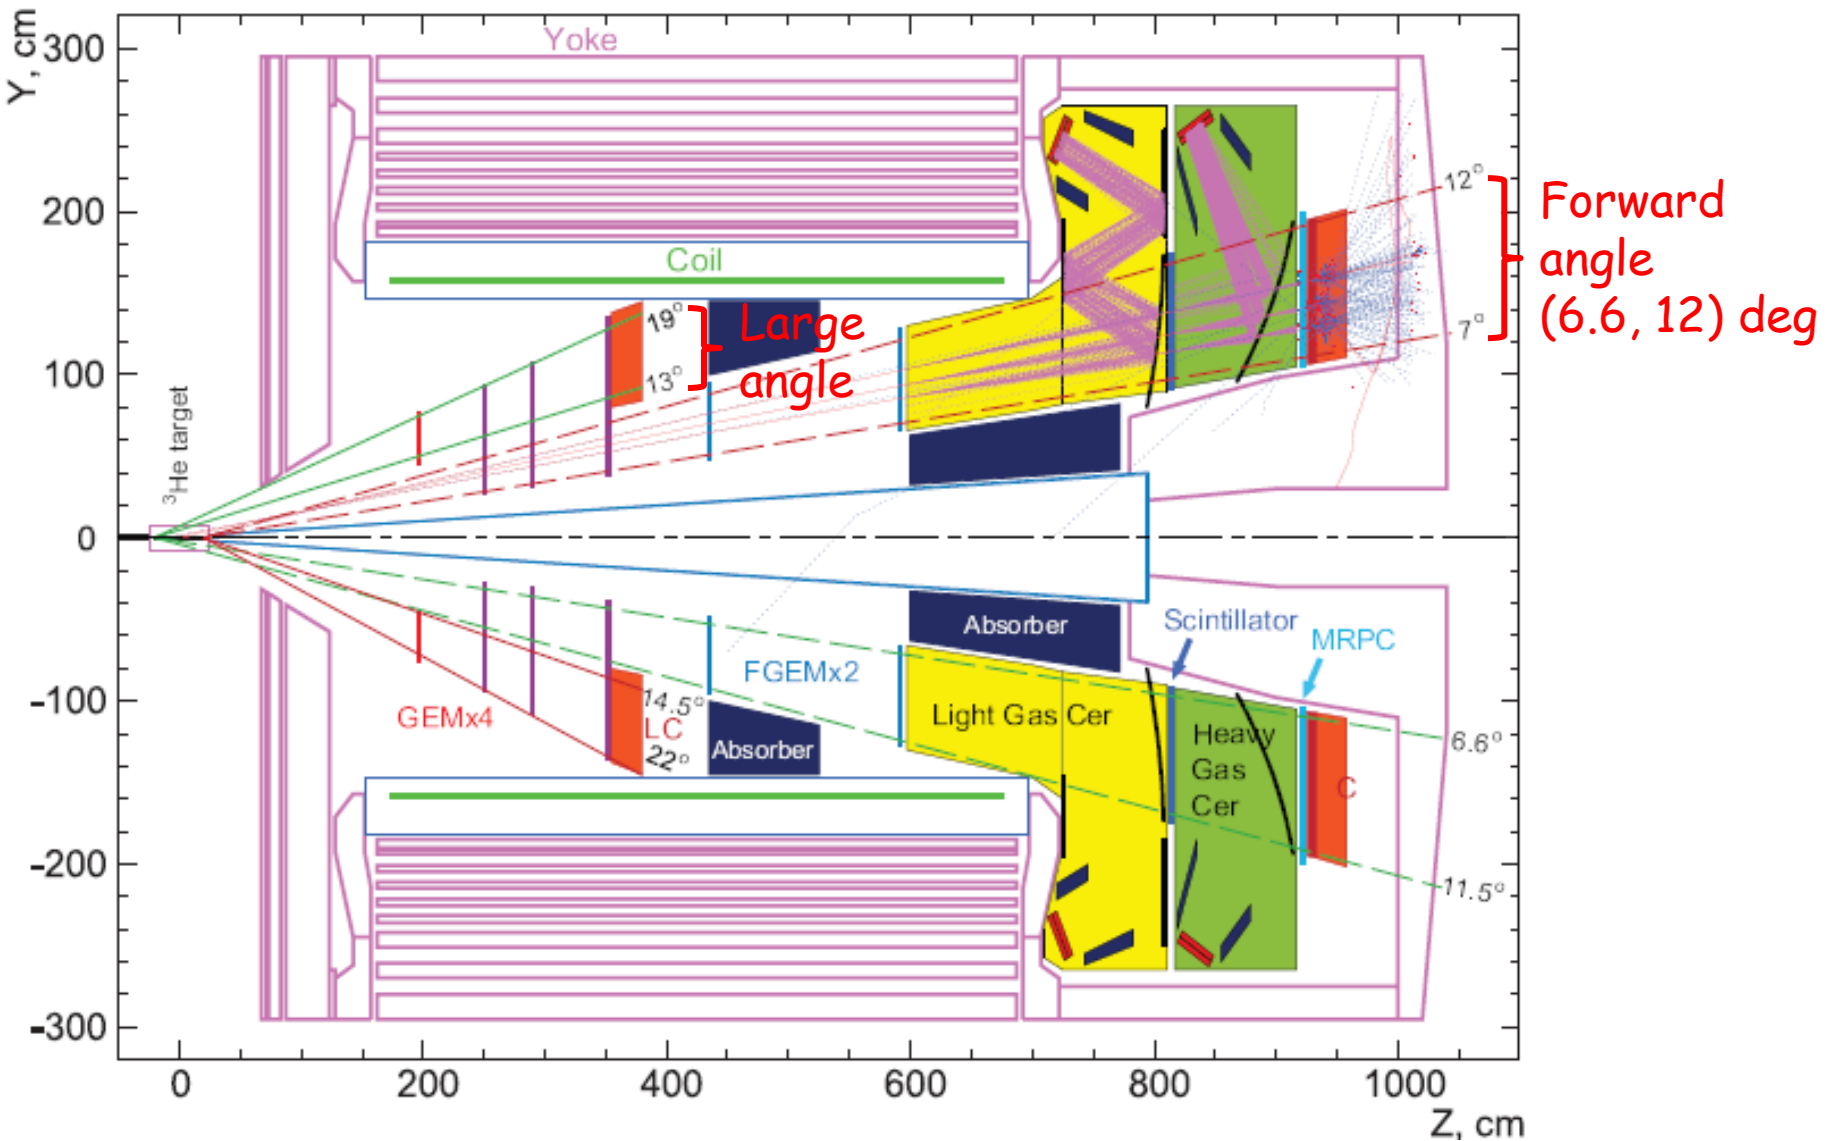 Y, cm
300
200
100
0
-100
-200
-300
Yoke
Coil
19°
13°
Large
angle
12°
7°
Forward
angle
(6.6, 12) deg
³He target
Absorber
Scintillator
MRPC
FGEMx2
GEMx4
14.5°
LC
22°
Absorber
Light Gas Cer
Heavy
Gas
Cer
C
6.6°
11.5°
0
200
400
600
800
1000
Z, cm